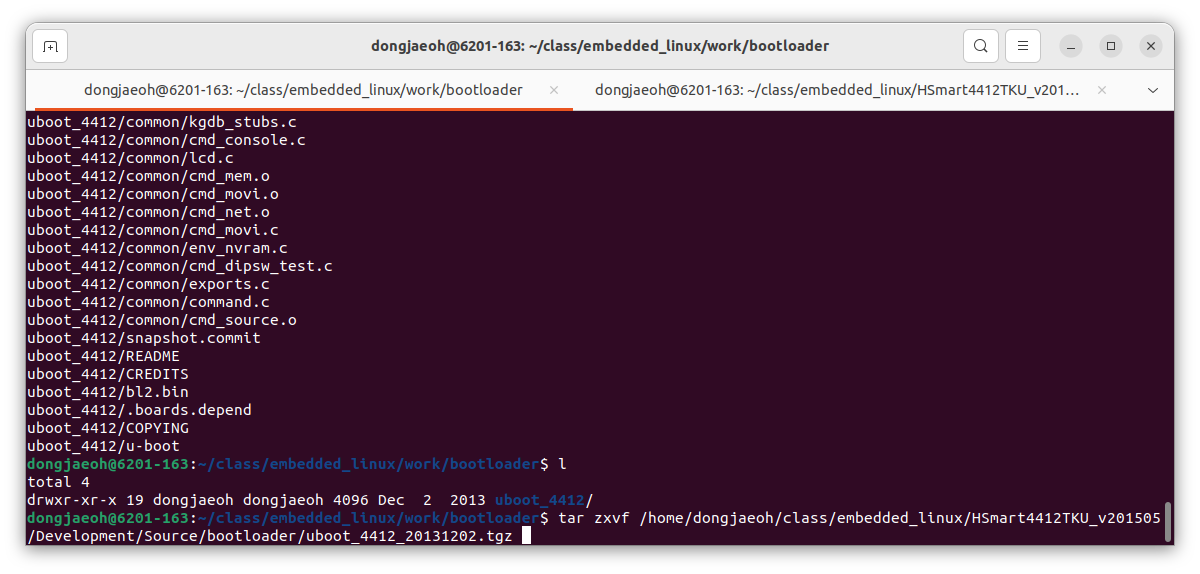 dongjaeoh@6201-163: ~/class/embedded_linux/work/bootloader
dongjaeoh@6201-163: ~/class/embedded_linux/work/bootloader
dongjaeoh@6201-163: ~/class/embedded_linux/HSmart4412TKU_v201…
uboot_4412/common/kgdb_stubs.c
uboot_4412/common/cmd_console.c
uboot_4412/common/lcd.c
uboot_4412/common/cmd_mem.o
uboot_4412/common/cmd_movi.o
uboot_4412/common/cmd_net.o
uboot_4412/common/cmd_movi.c
uboot_4412/common/env_nvram.c
uboot_4412/common/cmd_dipsw_test.c
uboot_4412/common/exports.c
uboot_4412/common/command.c
uboot_4412/common/cmd_source.o
uboot_4412/snapshot.commit
uboot_4412/README
uboot_4412/CREDITS
uboot_4412/bl2.bin
uboot_4412/.boards.depend
uboot_4412/COPYING
uboot_4412/u-boot
dongjaeoh@6201-163:~/class/embedded_linux/work/bootloader$ l
total 4
drwxr-xr-x 19 dongjaeoh dongjaeoh 4096 Dec  2  2013 uboot_4412/
dongjaeoh@6201-163:~/class/embedded_linux/work/bootloader$ tar zxvf /home/dongjaeoh/class/embedded_linux/HSmart4412TKU_v201505
/Development/Source/bootloader/uboot_4412_20131202.tgz